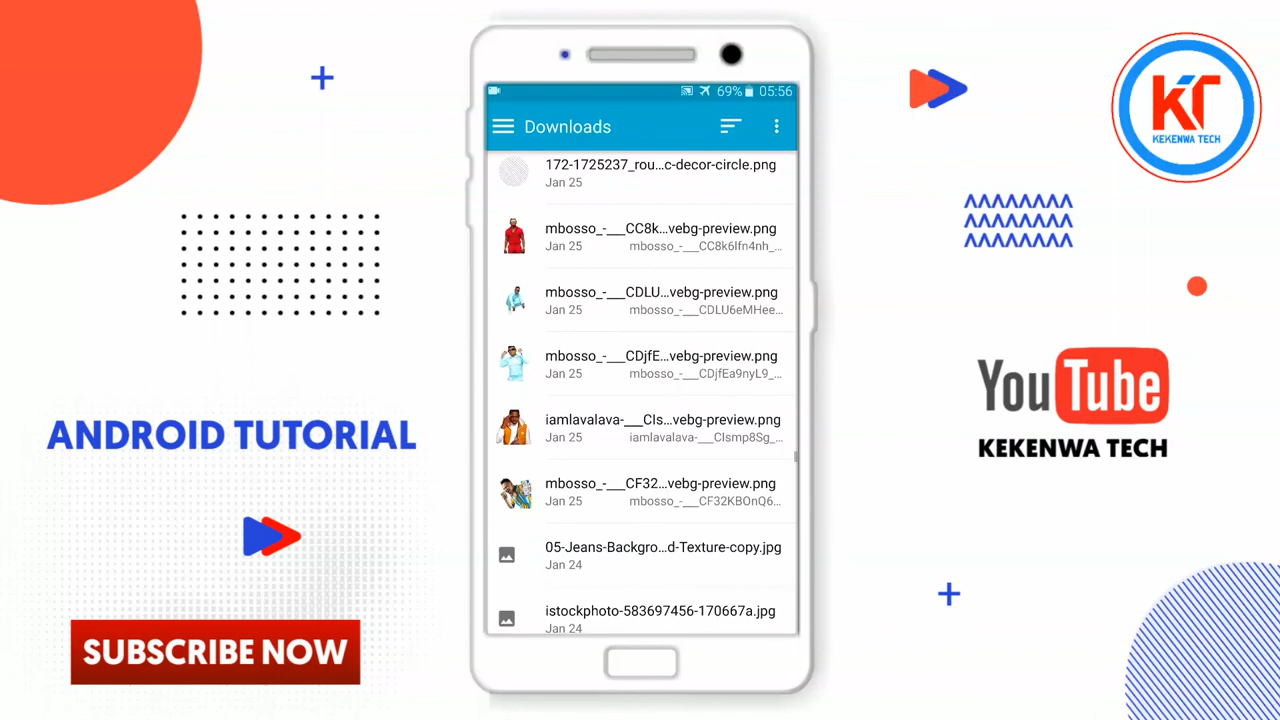 69% 05:56
Downloads
172-1725237_rou...c-decor-circle.png
Jan 25
mbosso_-___CC8k...vebg-preview.png
Jan 25 mbosso_-___CC8k6Ifn4nh_...
mbosso_-___CDLU...vebg-preview.png
Jan 25 mbosso_-___CDLU6eMHee...
mbosso_-___CDjfE...vebg-preview.png
Jan 25 mbosso_-___CDjfEa9nyL9_...
iamlavalava-___CIs...vebg-preview.png
Jan 25 iamlavalava-___CIsmp8Sg_...
mbosso_-___CF32...vebg-preview.png
Jan 25 mbosso_-___CF32KBOnQ6...
05-Jeans-Backgro...d-Texture-copy.jpg
Jan 24
istockphoto-583697456-170667a.jpg
Jan 24
ANDROID TUTORIAL
SUBSCRIBE NOW
KT
KEKENWA TECH
YouTube
KEKENWA TECH